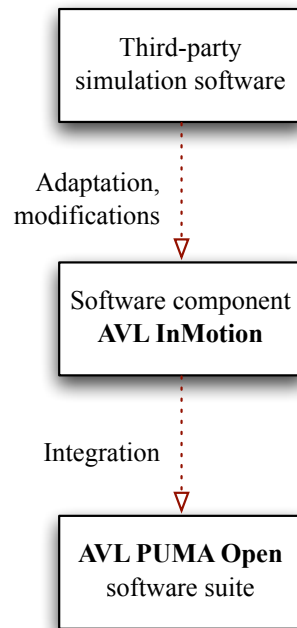 Third-party
simulation software
Adaptation,
modifications
Software component
AVL InMotion
Integration
AVL PUMA Open
software suite